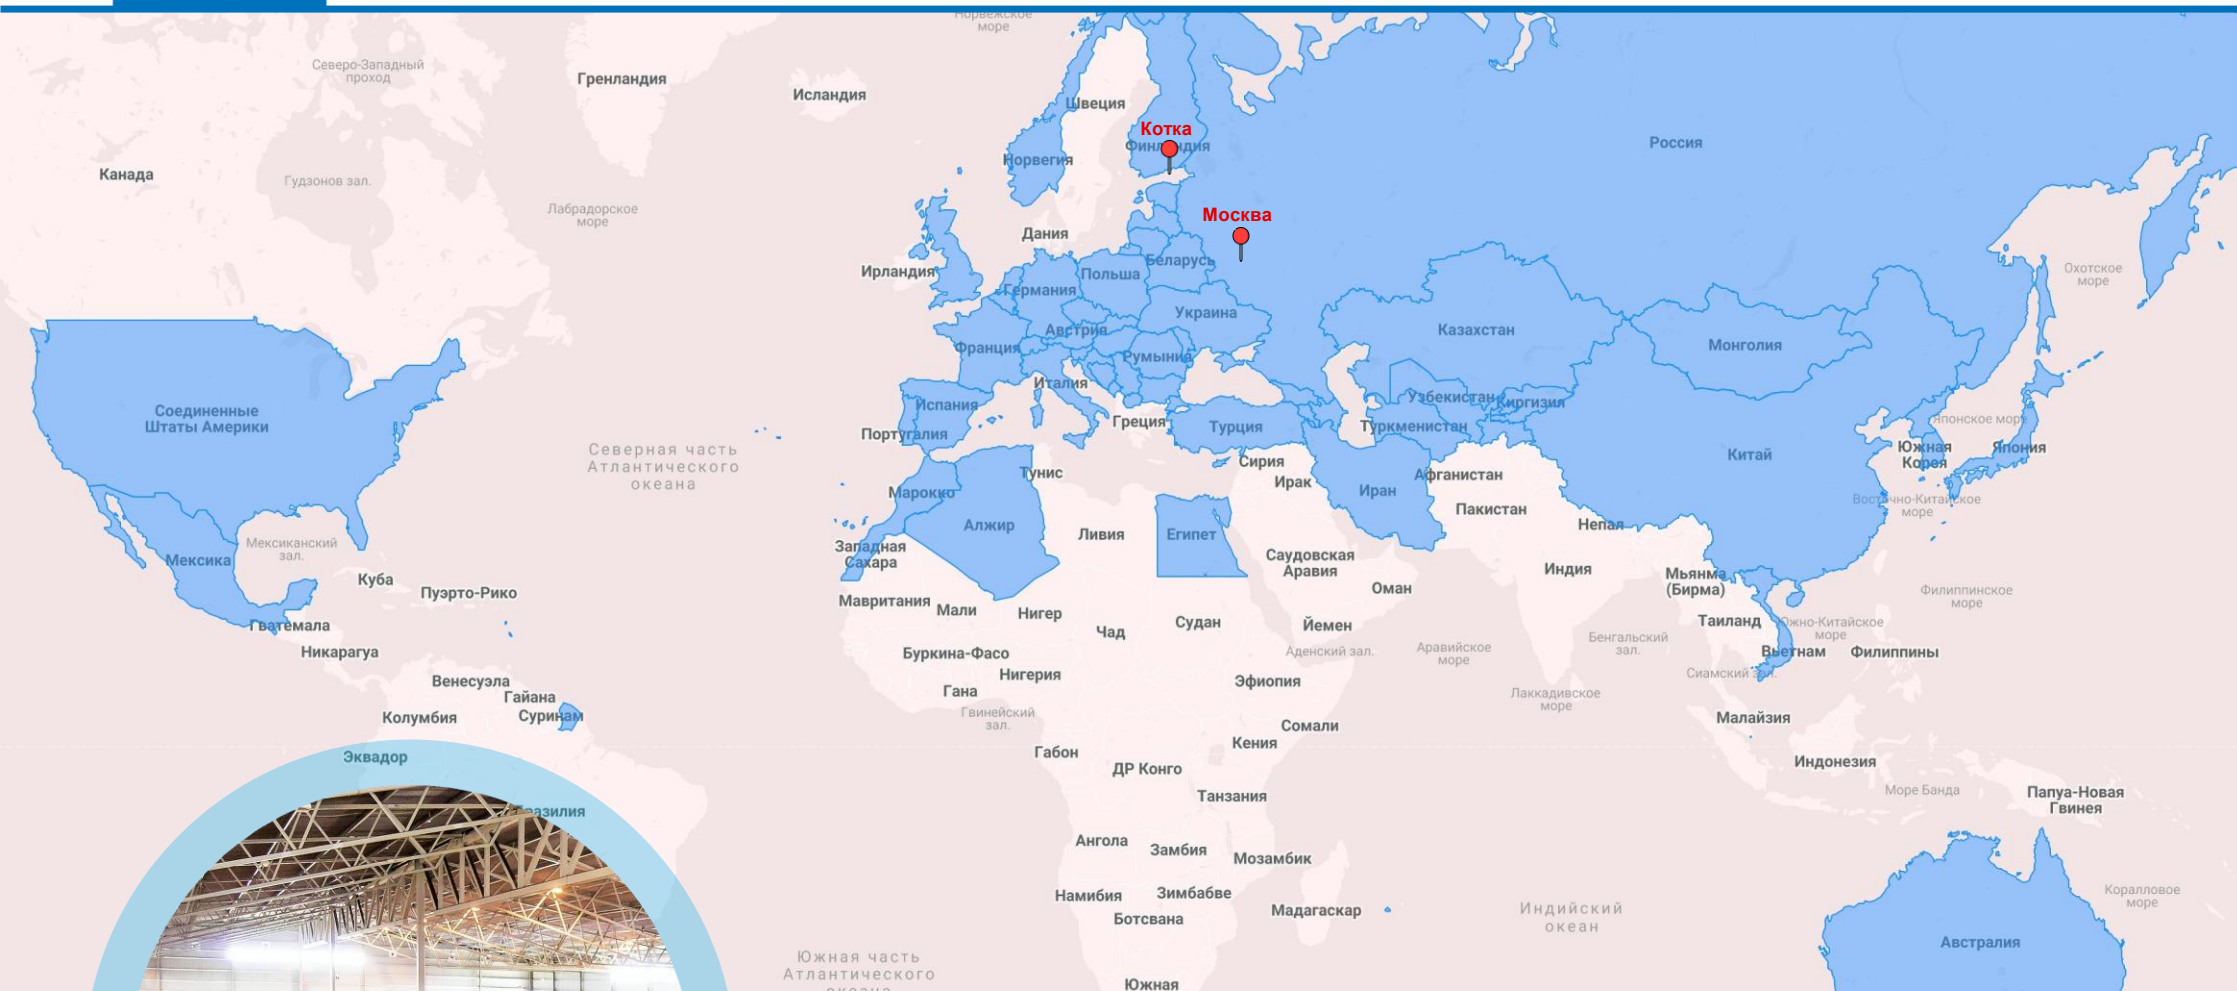 Норвежское
море
Северо-Западный
проход
Гренландия
Исландия
Швеция
Котка
Финляндия
Россия
Норвегия
Канада
Гудзонов зал.
Лабрадорское
море
Москва
Дания
Беларусь
Ирландия
Польша
Германия
Охотское
море
Украина
Австрия
Казахстан
Франция
Румыния
Монголия
Италия
Узбекистан
Киргизия
Соединенные
Штаты Америки
Испания
Греция
Турция
Туркменистан
Японское море
Португалия
Южная
Корея
Япония
Китай
Северная часть
Атлантического
океана
Сирия
Тунис
Ирак
Афганистан
Марокко
Иран
Восточно-Китайское
море
Пакистан
Алжир
Ливия
Египет
Непал
Мексиканский
зал.
Западная
Сахара
Саудовская
Аравия
Мексика
Индия
Мьянма
(Бирма)
Куба
Пуэрто-Рико
Оман
Филиппинское
море
Мавритания
Мали
Нигер
Гватемала
Чад
Судан
Йемен
Таиланд
Южно-Китайское
море
Никарагуа
Буркина-Фасо
Аденский зал.
Аравийское
море
Бенгальский
зал.
Вьетнам
Филиппины
Венесуэла
Нигерия
Эфиопия
Сиамский зал.
Гайана
Гана
Лаккадивское
море
Колумбия
Суринам
Гвинейский
зал.
Сомали
Малайзия
Кения
Эквадор
Габон
ДР Конго
Индонезия
Танзания
Море Банда
Папуа-Новая
Гвинея
Бразилия
Ангола
Замбия
Мозамбик
Намибия
Зимбабве
Коралловое
море
Ботсвана
Мадагаскар
Индийский
океан
Австралия
Южная часть
Атлантического
океана
Южная